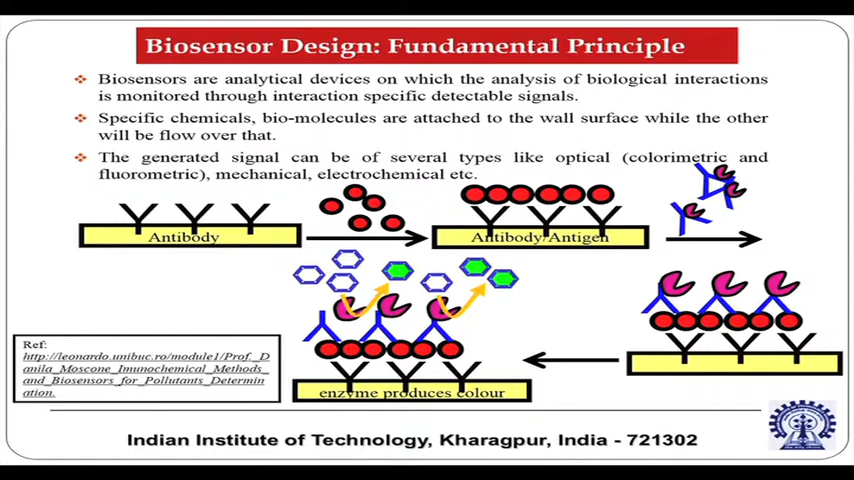 Biosensor Design: Fundamental Principle
Biosensors are analytical devices on which the analysis of biological interactions
is monitored through interaction specific detectable signals.
Specific chemicals, bio-molecules are attached to the wall surface while the other
will be flow over that.
The generated signal can be of several types like optical (colorimetric and
fluorometric), mechanical, electrochemical etc.
Antibody
Antibody/Antigen
enzyme produces colour
Ref:
http://leonardo.unibuc.ro/module1/Prof._D
amila_Moscone_Imunochemical_Methods_
and_Biosensors_for_Pollutants_Determin
ation.
Indian Institute of Technology, Kharagpur, India - 721302